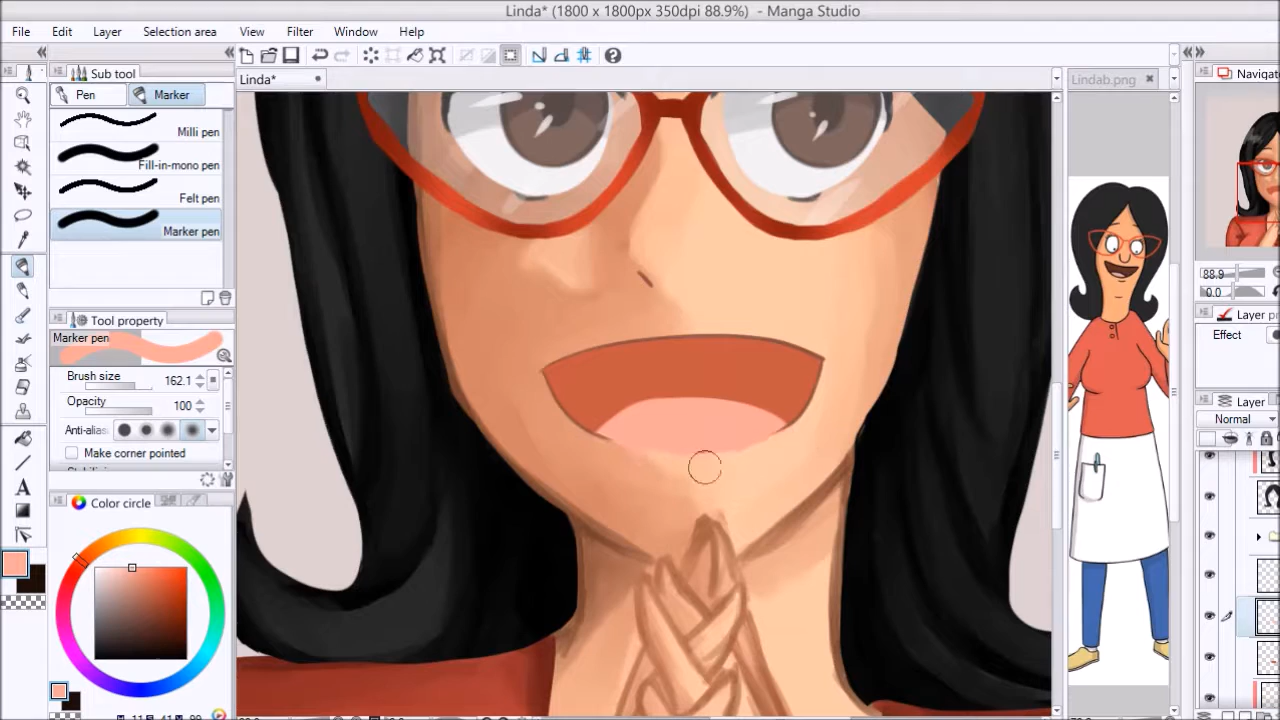 Linda* (1800 x 1800px 350dpi 88.9%) - Manga Studio
File Edit Layer Selection area View Filter Window Help
Sub tool
Linda*
Lindab.png
Navigat
Pen Marker
Milli pen
Fill-in-mono pen
Felt pen
Marker pen
88.9
0.0
Tool property
Layer
Marker pen
Effect
Brush size 162.1
Opacity 100
Layer
Anti-alias
Normal
Make corner pointed
Color circle
A